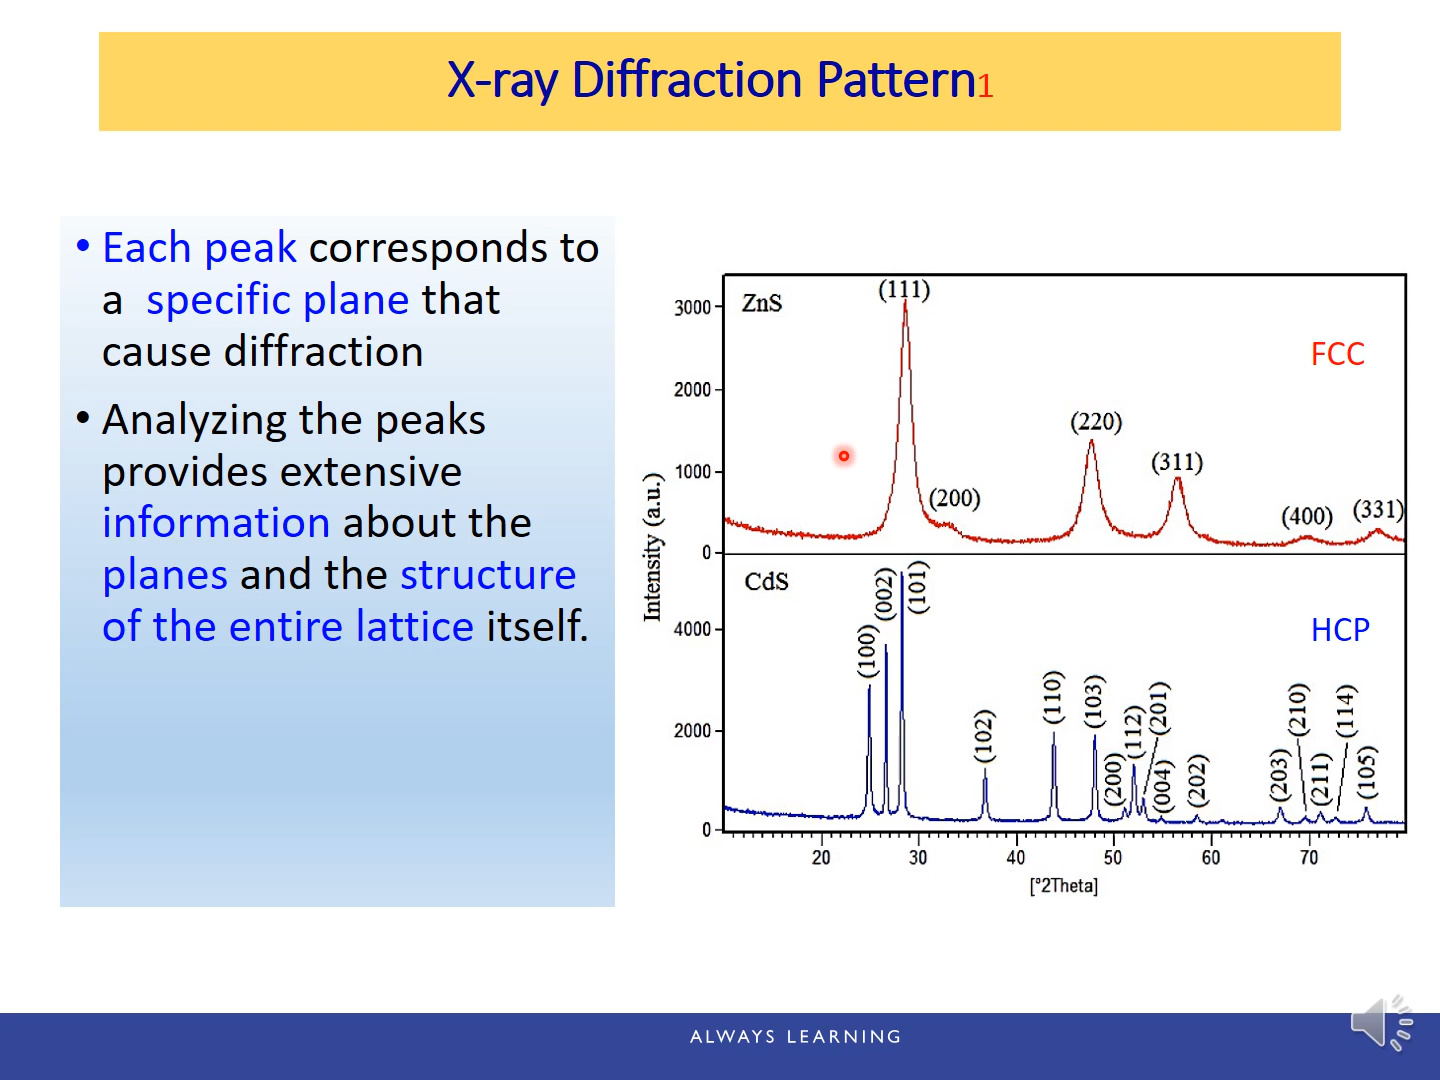 X-ray Diffraction Pattern1
• Each peak corresponds to
a specific plane that
cause diffraction
• Analyzing the peaks
provides extensive
information about the
planes and the structure
of the entire lattice itself.
Intensity (a.u.)
ZnS
FCC
3000
2000
1000
0
(111)
(200)
(220)
(311)
(400)
(331)
CdS
HCP
4000
2000
0
(100)
(002)
(101)
(102)
(110)
(103)
(200)
(112)
(201)
(004)
(202)
(203)
(210)
(211)
(114)
(105)
20 30 40 50 60 70
[°2Theta]
ALWAYS LEARNING